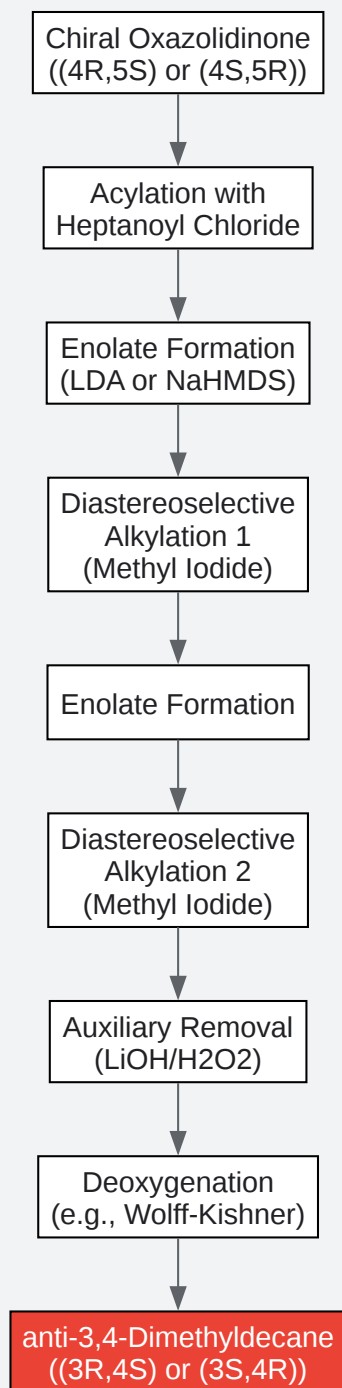 Chiral Oxazolidinone
((4R,5S) or (4S,5R))
Acylation with
Heptanoyl Chloride
Enolate Formation
(LDA or NaHMDS)
Diastereoselective
Alkylation 1
(Methyl Iodide)
Enolate Formation
Diastereoselective
Alkylation 2
(Methyl Iodide)
Auxiliary Removal
(LiOH/H2O2)
Deoxygenation
(e.g., Wolff-Kishner)
anti-3,4-Dimethyldecane
((3R,4S) or (3S,4R))